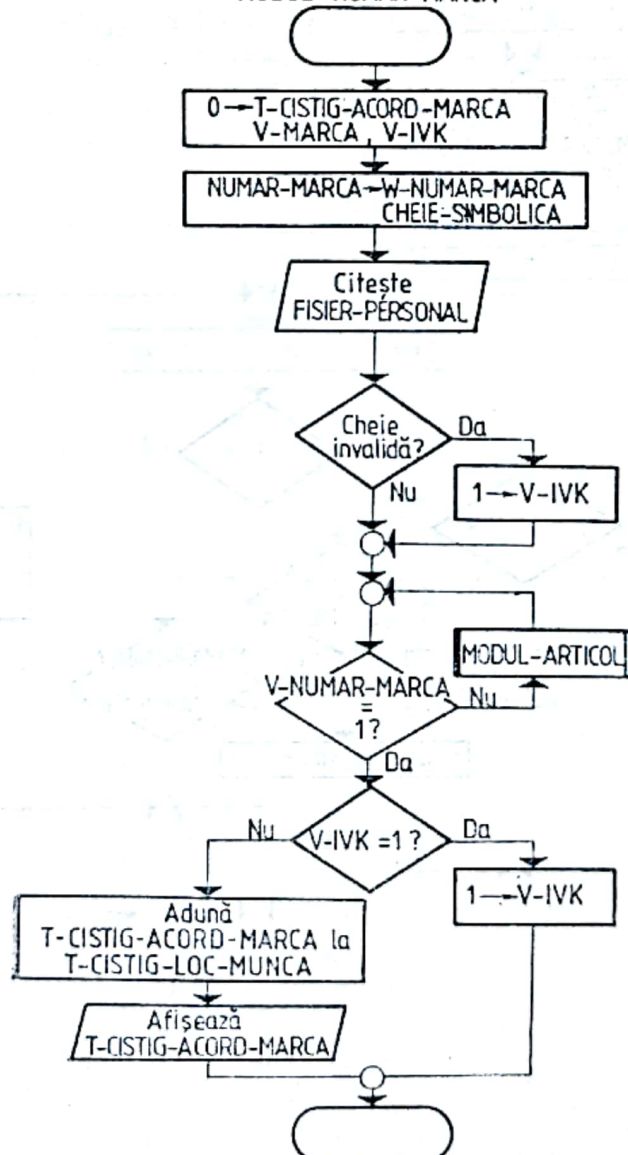 0→T-CISTIG-ACORD-MARCA
V-MARCA, V-IVK
NUMAR-MARCA→W-NUMAR-MARCA
CHEIE-SIMBOLICA
Citește
FISIER-PERSONAL
Cheie
invalidă?
Da
Nu
1→V-IVK
MODUL-ARTICOL
V-NUMAR-MARCA
=
1?
Nu
Da
Nu
V-IVK =1?
Da
1→V-IVK
Adună
T-CISTIG-ACORD-MARCA la
T-CISTIG-LOC-MUNCA
Afișează
T-CISTIG-ACORD-MARCA